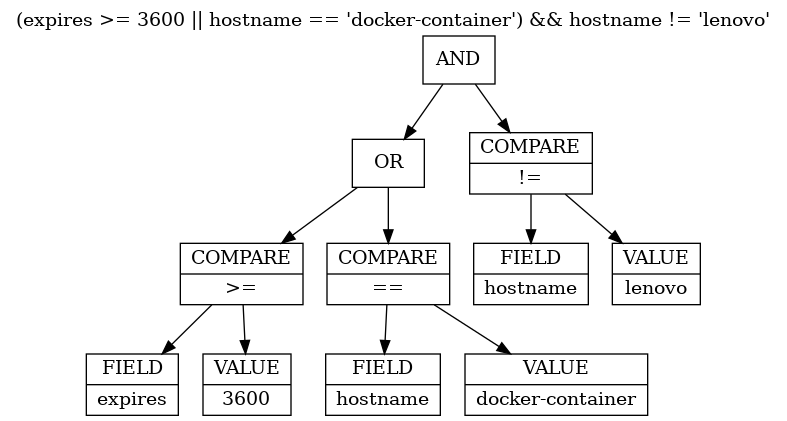 (expires >= 3600 || hostname == 'docker-container') && hostname != 'lenovo'
AND
OR
COMPARE
!=
COMPARE
>=
COMPARE
==
FIELD
hostname
VALUE
lenovo
FIELD
expires
VALUE
3600
FIELD
hostname
VALUE
docker-container